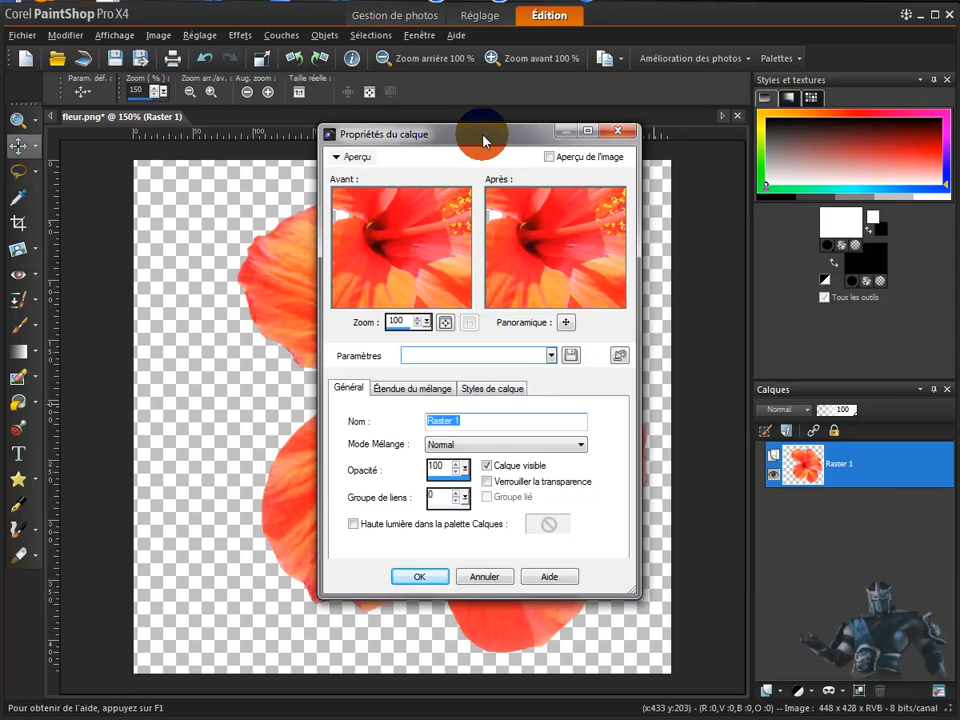 Corel PaintShop Pro X4
Gestion de photos
Réglage
Édition
Fichier Modifier Affichage Image Réglage Effets Couches Objets Sélections Fenêtre Aide
Zoom arrière 100 %
Zoom avant 100 %
Amélioration des photos
Palettes
Param. déf. :
Zoom ( % )
Zoom arr./av. :
Aug. zoom :
Taille réelle :
150
fleur.png* @ 150% (Raster 1)
Styles et textures
Tous les outils
Propriétés du calque
Aperçu
Aperçu de l'image
Avant :
Après :
Zoom :
100
Panoramique :
Paramètres
Général
Étendue du mélange
Styles de calque
Nom :
Raster 1
Mode Mélange :
Normal
Opacité :
100
Calque visible
Verrouiller la transparence
Groupe de liens :
0
Groupe lié
Haute lumière dans la palette Calques :
OK
Annuler
Aide
Calques
Normal
100
Raster 1
T
Pour obtenir de l'aide, appuyez sur F1
(x:433 y:203) - (R :0,V :0,B :0,O :0) -- Image : 448 x 428 x RVB - 8 bits/canal